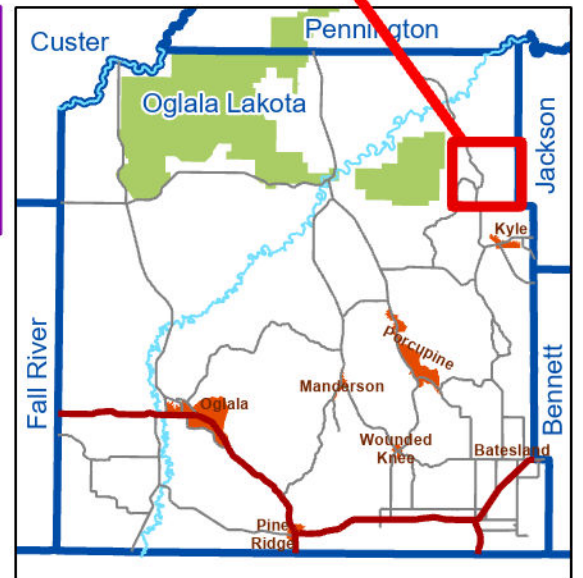 Custer
Pennington
Oglala Lakota
Jackson
Kyle
Porcupine
Fall River
Manderson
Oglala
Bennett
Wounded
Knee
Batesland
Pine
Ridge